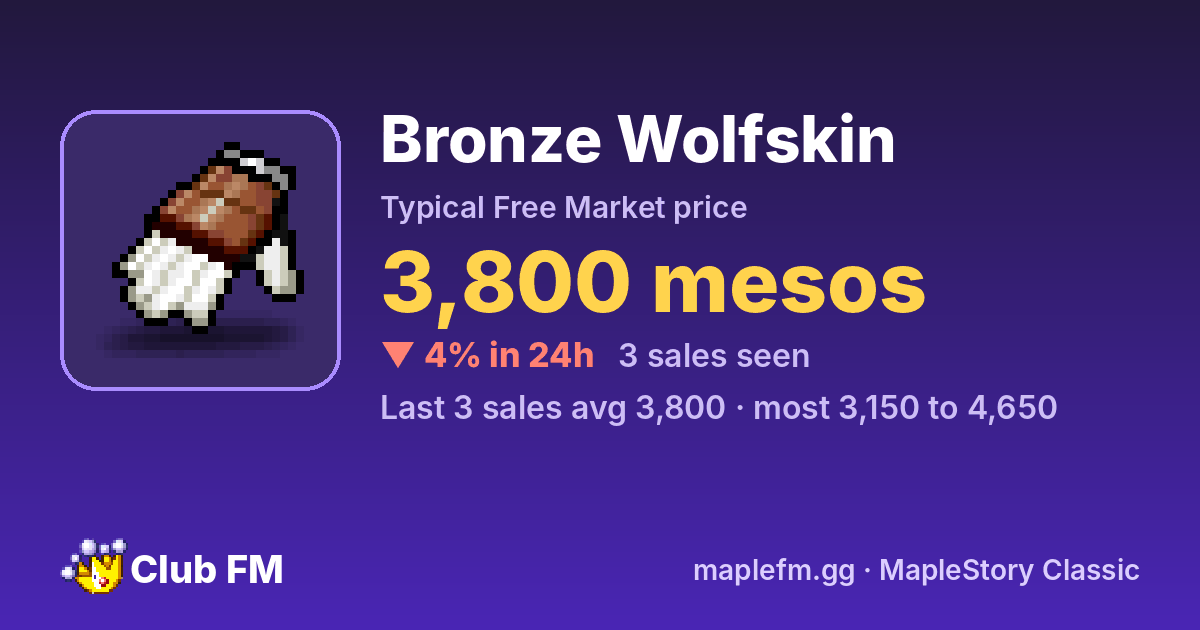 Bronze Wolfskin
Typical Free Market price
3,800 mesos
▼ 4% in 24h 3 sales seen
Last 3 sales avg 3,800 · most 3,150 to 4,650
Club FM
maplefm.gg · MapleStory Classic